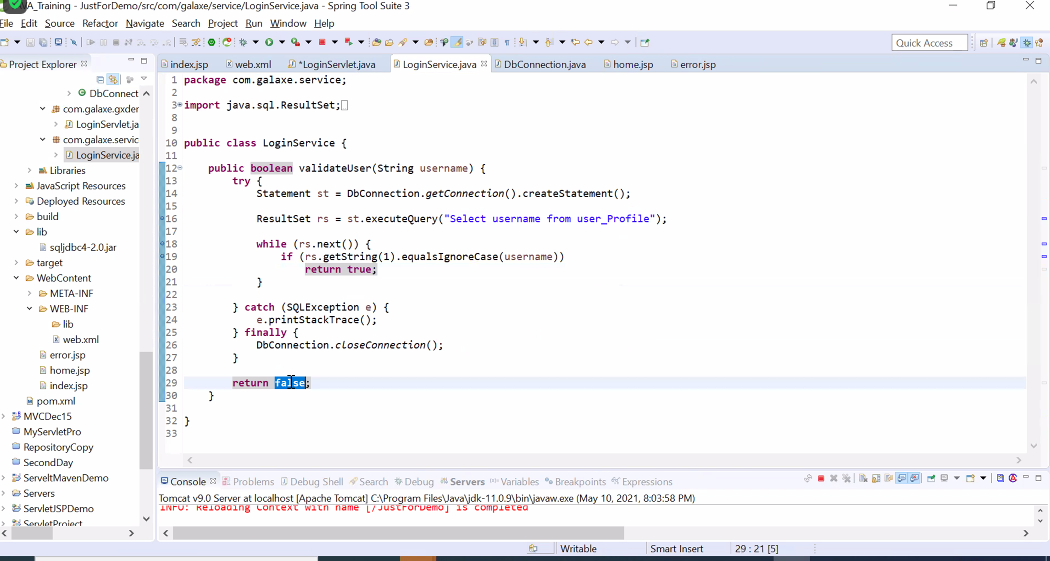 A_Training - JustForDemo/src/com/galaxe/service/LoginService.java - Spring Tool Suite 3
File Edit Source Refactor Navigate Search Project Run Window Help
Quick Access
Project Explorer
index.jsp web.xml *LoginServlet.java LoginService.java DbConnection.java home.jsp error.jsp
DbConnect
com.galaxe.gxder
LoginServlet.ja
com.galaxe.servic
LoginService.ja
Libraries
JavaScript Resources
Deployed Resources
build
lib
sqljdbc4-2.0.jar
target
WebContent
META-INF
WEB-INF
lib
web.xml
error.jsp
home.jsp
index.jsp
pom.xml
MVCDec15
MyServletPro
RepositoryCopy
SecondDay
ServeltMavenDemo
Servers
ServletJSPDemo
ServletProject
1 package com.galaxe.service;
2
3 import java.sql.ResultSet;
8
9
10 public class LoginService {
11
12 public boolean validateUser(String username) {
13 try {
14 Statement st = DbConnection.getConnection().createStatement();
15
16 ResultSet rs = st.executeQuery("Select username from user_Profile");
17
18 while (rs.next()) {
19 if (rs.getString(1).equalsIgnoreCase(username))
20 return true;
21 }
22
23 } catch (SQLException e) {
24 e.printStackTrace();
25 } finally {
26 DbConnection.closeConnection();
27 }
28
29 return false;
30 }
31
32 }
33
Console Problems Debug Shell Search Debug Servers Variables Breakpoints Expressions
Tomcat v9.0 Server at localhost [Apache Tomcat] C:\Program Files\Java\jdk-11.0.9\bin\javaw.exe (May 10, 2021, 8:03:58 PM)
INFO: Reloading Context with name [/JustForDemo] is completed
Writable Smart Insert 29 : 21 [5]